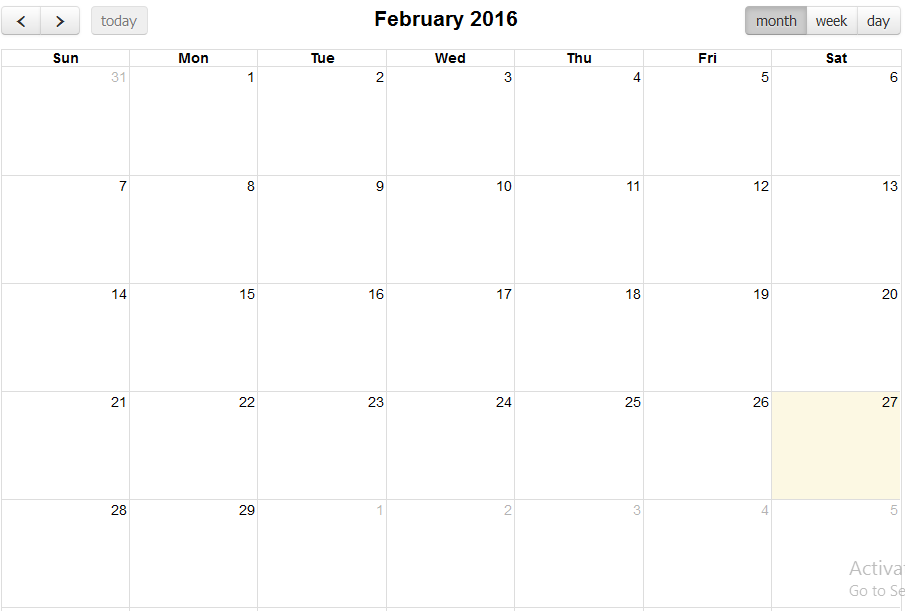 today February 2016 month week day
Sun Mon Tue Wed Thu Fri Sat
31 1 2 3 4 5 6
7 8 9 10 11 12 13
14 15 16 17 18 19 20
21 22 23 24 25 26 27
28 29 1 2 3 4 5
Activa
Go to Se